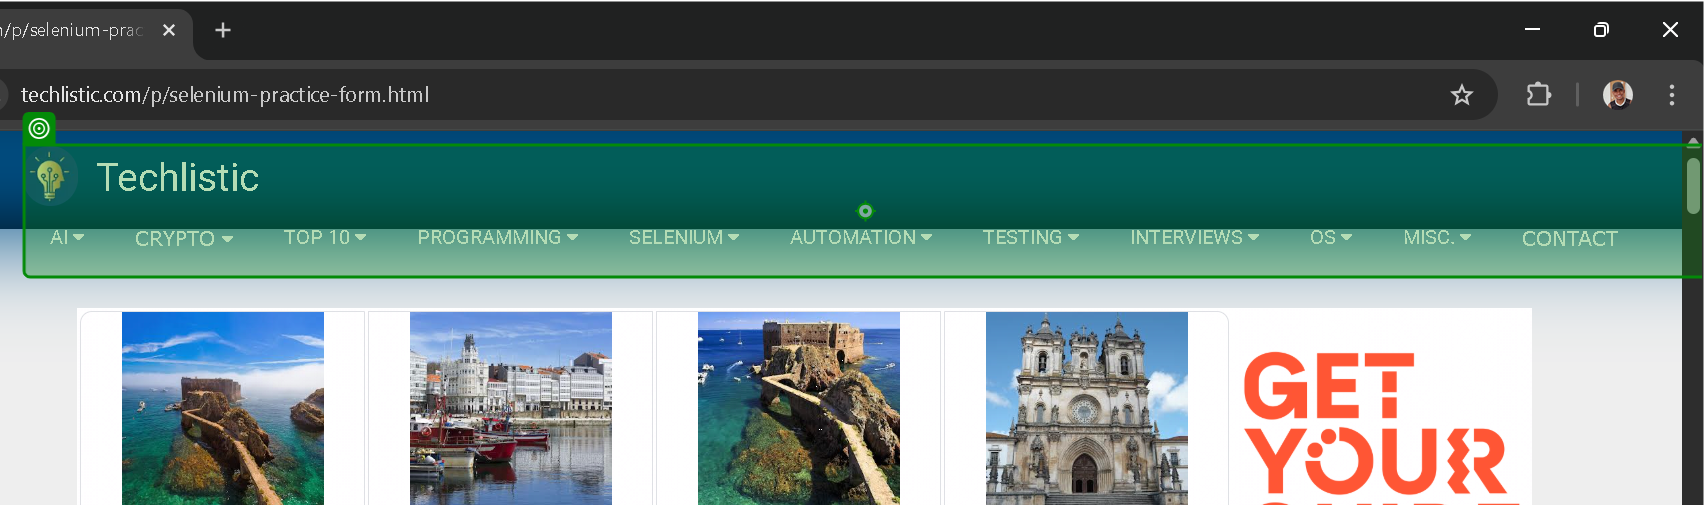 /p/selenium-prac
techlistic.com/p/selenium-practice-form.html
Techlistic
AI CRYPTO TOP 10 PROGRAMMING SELENIUM AUTOMATION TESTING INTERVIEWS OS MISC. CONTACT
GET
YOUR